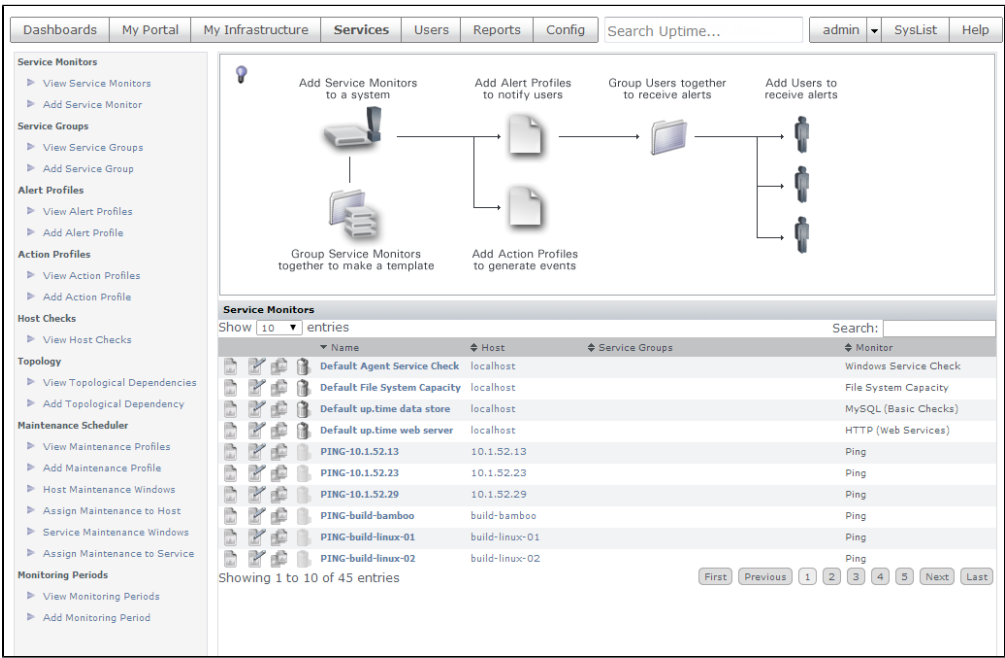 Dashboards My Portal My Infrastructure Services Users Reports Config Search Uptime... admin SysList Help
Service Monitors
View Service Monitors
Add Service Monitor
Service Groups
View Service Groups
Add Service Group
Alert Profiles
View Alert Profiles
Add Alert Profile
Action Profiles
View Action Profiles
Add Action Profile
Host Checks
View Host Checks
Topology
View Topological Dependencies
Add Topological Dependency
Maintenance Scheduler
View Maintenance Profiles
Add Maintenance Profile
Host Maintenance Windows
Assign Maintenance to Host
Service Maintenance Windows
Assign Maintenance to Service
Monitoring Periods
View Monitoring Periods
Add Monitoring Period
Add Service Monitors
to a system
Add Alert Profiles
to notify users
Group Users together
to receive alerts
Add Users to
receive alerts
Group Service Monitors
together to make a template
Add Action Profiles
to generate events
Service Monitors
Show 10 entries Search:
Name Host Service Groups Monitor
Default Agent Service Check localhost Windows Service Check
Default File System Capacity localhost File System Capacity
Default up.time data store localhost MySQL (Basic Checks)
Default up.time web server localhost HTTP (Web Services)
PING-10.1.52.13 10.1.52.13 Ping
PING-10.1.52.23 10.1.52.23 Ping
PING-10.1.52.29 10.1.52.29 Ping
PING-build-bamboo build-bamboo Ping
PING-build-linux-01 build-linux-01 Ping
PING-build-linux-02 build-linux-02 Ping
Showing 1 to 10 of 45 entries First Previous 1 2 3 4 5 Next Last